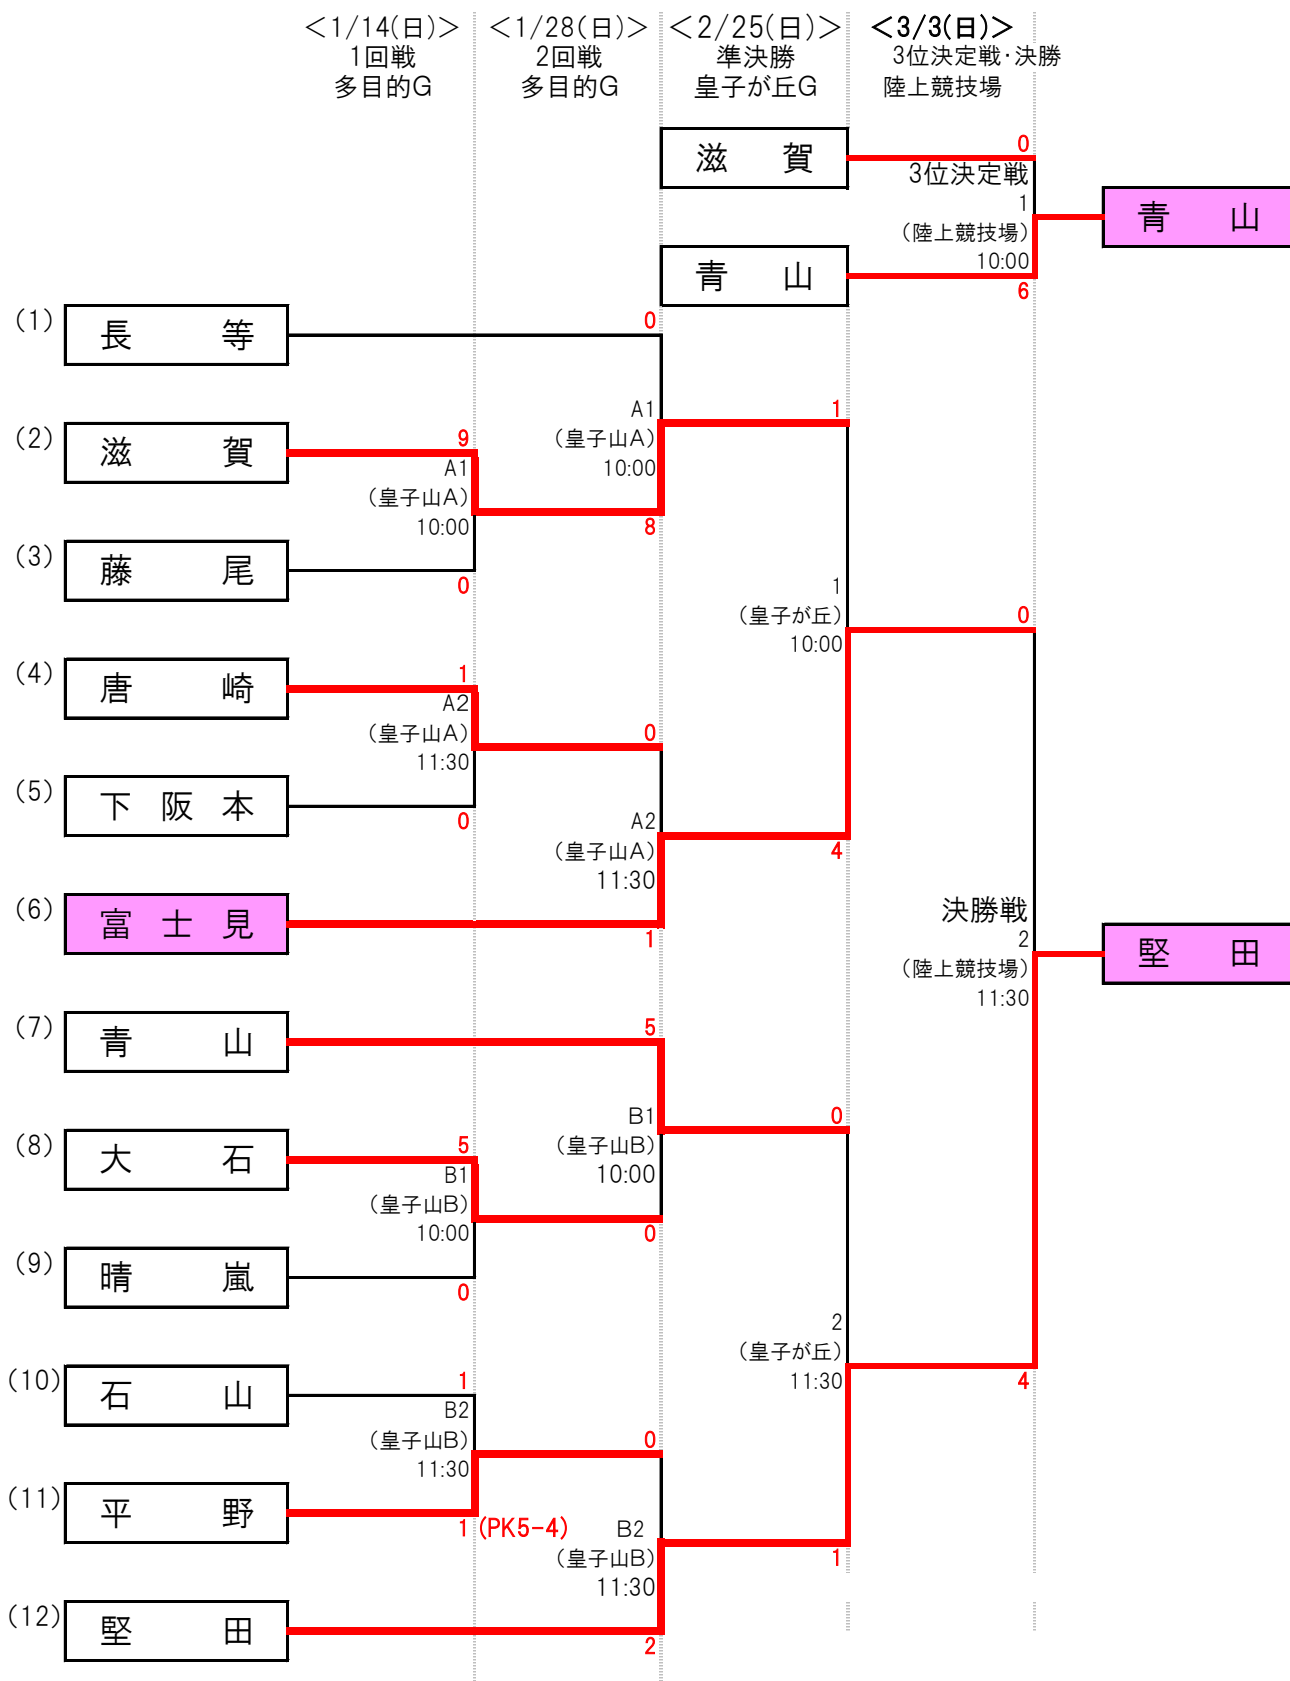 <1/14(日)> <1/28(日)> <2/25(日)> <3/3(日)>
1回戦 2回戦 準決勝 3位決定戦・決勝
多目的G 多目的G 皇子が丘G 陸上競技場
滋賀 0
3位決定戦
1
青山
(陸上競技場)
10:00
青山 6
(1) 長等 0
A1
(皇子山A)
10:00
1
(2) 滋賀 9
A1
(皇子山A)
10:00
8
(3) 藤尾 0
1
(皇子が丘)
10:00
0
(4) 唐崎 1
A2
(皇子山A)
11:30
0
(5) 下阪本 0
A2
(皇子山A)
11:30
4
(6) 富士見 1
決勝戦
2
(陸上競技場)
11:30
堅田
(7) 青山 5
B1
(皇子山B)
10:00
0
(8) 大石 5
B1
(皇子山B)
10:00
0
(9) 晴嵐 0
2
(皇子が丘)
11:30
4
(10) 石山 1
B2
(皇子山B)
11:30
0
(11) 平野 1 (PK5-4)
B2
(皇子山B)
11:30
1
(12) 堅田 2